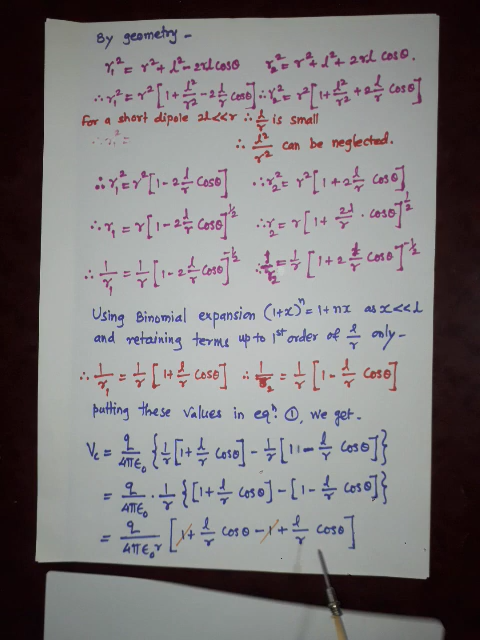 By geometry -
r₁² = r² + l² - 2rl cosθ    r₂² = r² + l² + 2rl cosθ.
∴ r₁² = r² [1 + l²/r² - 2 l/r cosθ] ∴ r₂² = r² [1 + l²/r² + 2 l/r cosθ]
For a short dipole 2l << r ∴ l/r is small
∴ l²/r² can be neglected.
∴ r₁² = r² [1 - 2 l/r cosθ]    ∴ r₂² = r² [1 + 2 l/r cosθ]
∴ r₁ = r [1 - 2 l/r cosθ]^1/2    ∴ r₂ = r [1 + 2l/r · cosθ]^1/2
∴ 1/r₁ = 1/r [1 - 2 l/r cosθ]^-1/2    ∴ 1/r₂ = 1/r [1 + 2 l/r cosθ]^-1/2
Using Binomial expansion (1+x)ⁿ = 1 + nx as x << 1
and retaining terms up to 1st order of l/r only -
∴ 1/r₁ = 1/r [1 + l/r cosθ]    ∴ 1/r₂ = 1/r [1 - l/r cosθ]
putting these values in eqⁿ. ①, we get.
V_c = q/4πε₀ {1/r [1 + l/r cosθ] - 1/r [1 - l/r cosθ]}
= q/4πε₀ · 1/r {[1 + l/r cosθ] - [1 - l/r cosθ]}
= q/4πε₀r [1 + l/r cosθ - 1 + l/r cosθ]